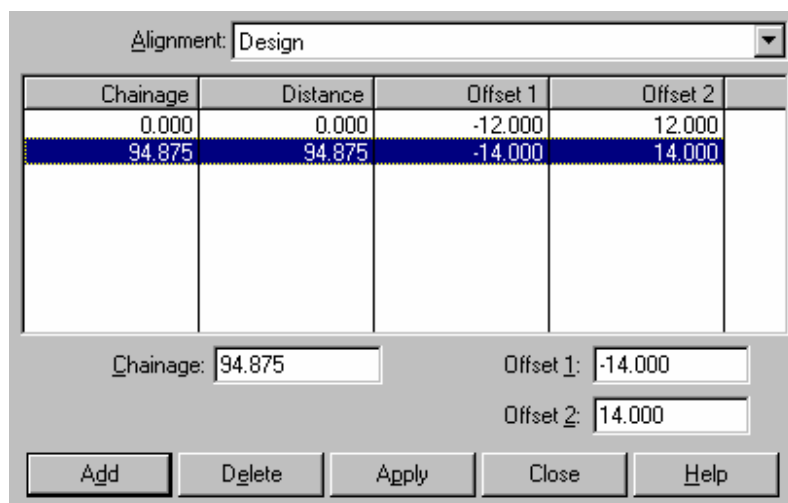 Alignment: Design
Chainage Distance Offset 1 Offset 2
0.000 0.000 -12.000 12.000
94.875 94.875 -14.000 14.000
Chainage: 94.875 Offset 1: -14.000
Offset 2: 14.000
Add Delete Apply Close Help